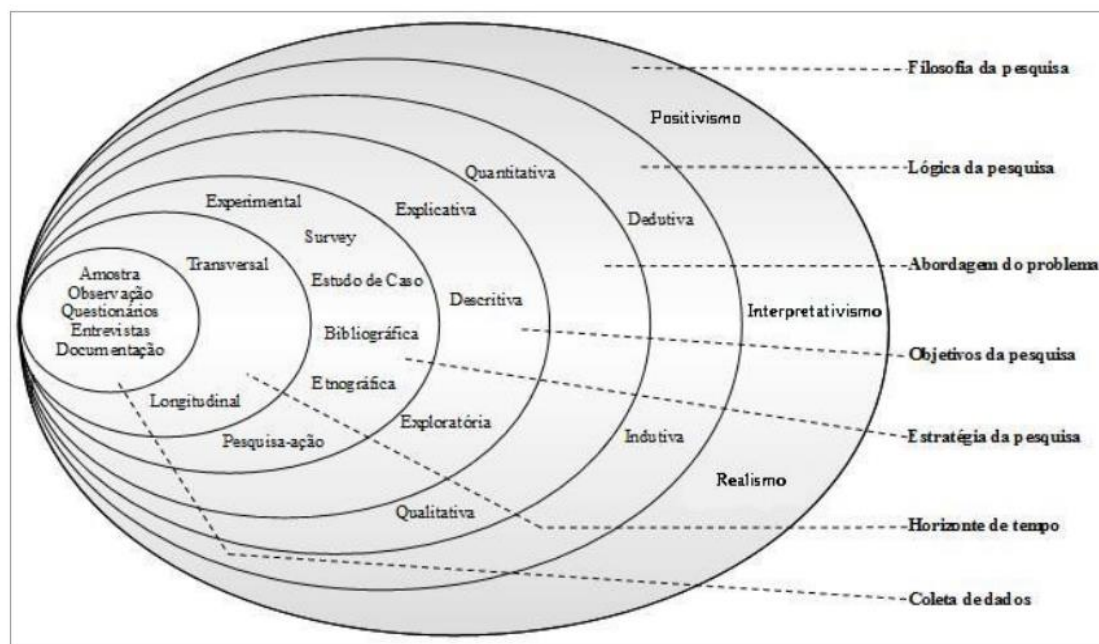 Filosofia da pesquisa
Positivismo
Lógica da pesquisa
Quantitativa
Experimental
Explicativa
Dedutiva
Survey
Transversal
Abordagem do problema
Amostra
Observação
Questionários
Entrevistas
Documentação
Estudo de Caso
Descritiva
Interpretativismo
Bibliográfica
Objetivos da pesquisa
Etnográfica
Longitudinal
Exploratória
Pesquisa-ação
Indutiva
Estratégia da pesquisa
Realismo
Qualitativa
Horizonte de tempo
Coleta de dados